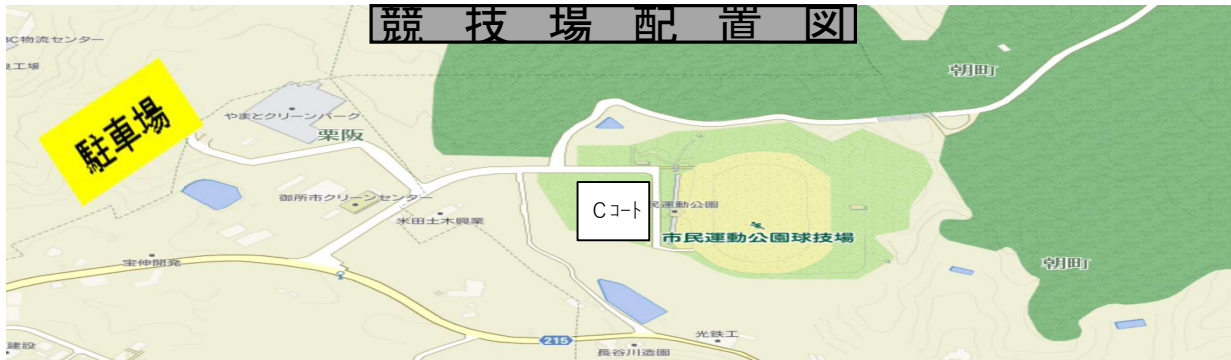 競技場配置図
C物流センター
工場
駐車場
やまとクリーンパーク
栗阪
朝町
御所市クリーンセンター
米田土木興業
Cコート
民運動公園
市民運動公園球技場
宝伸開発
朝町
215
光鉄工
長谷川造園
建設